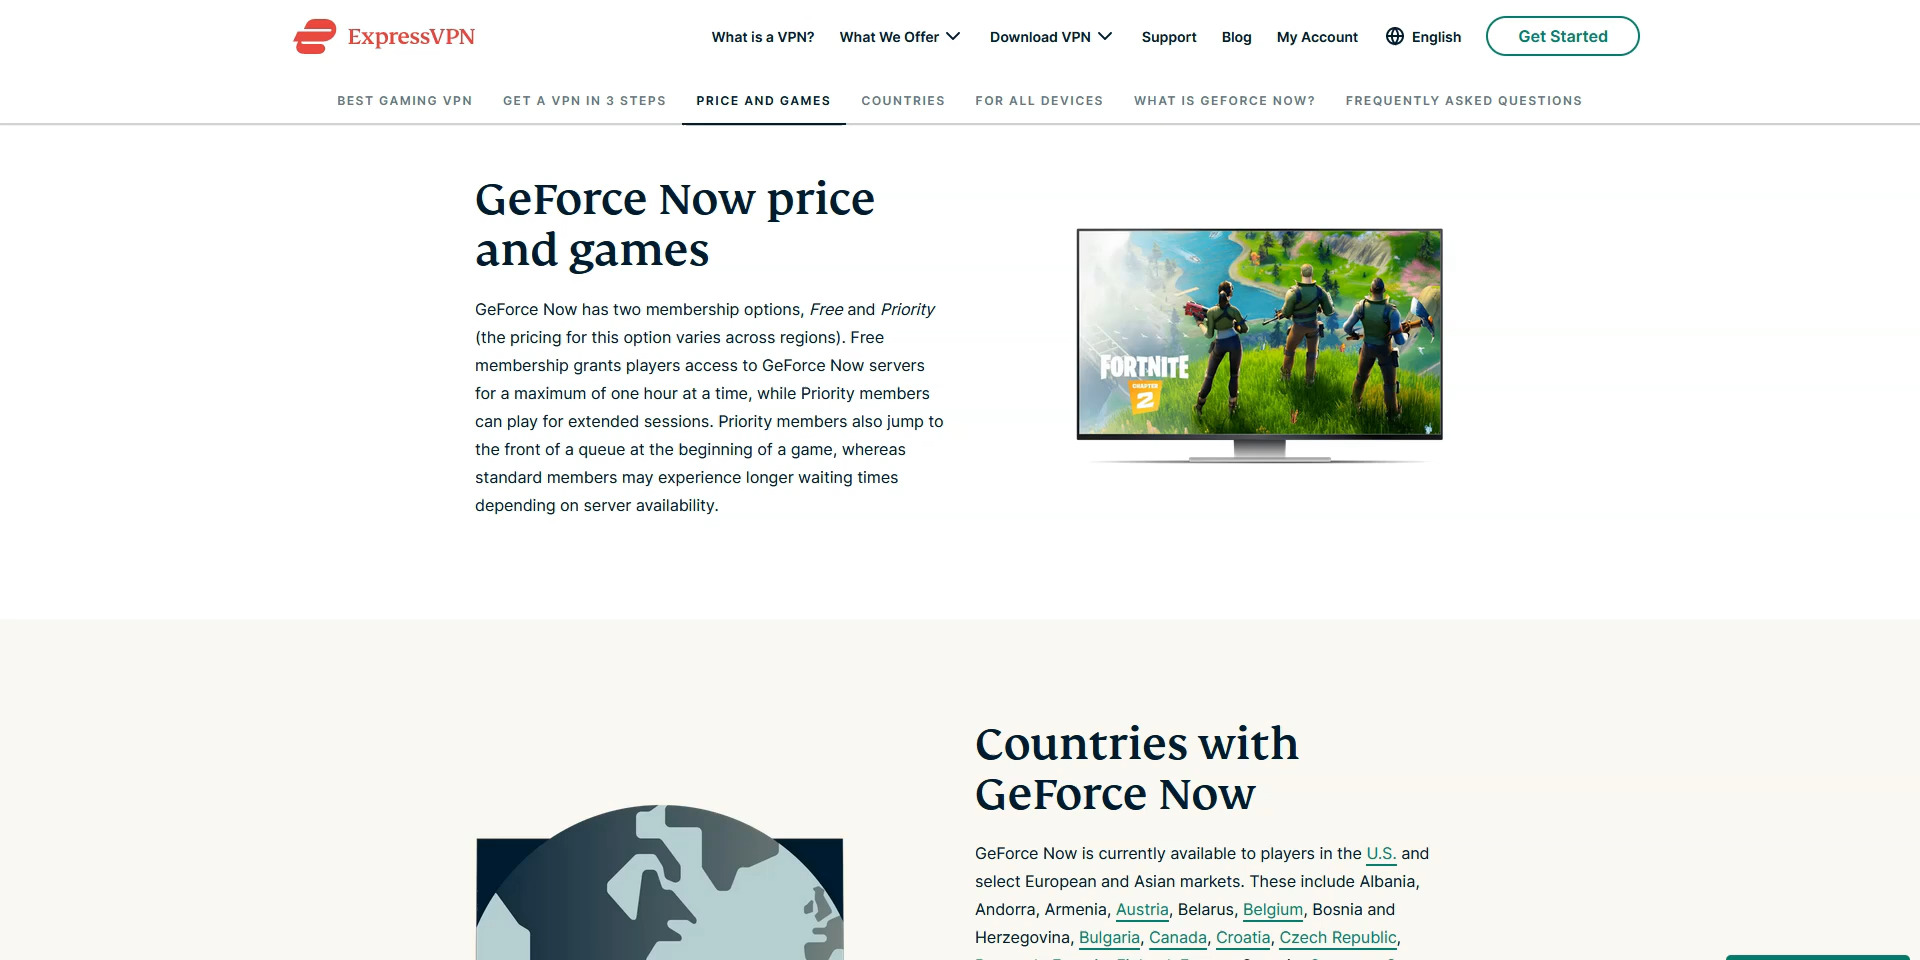 ExpressVPN
What is a VPN?
What We Offer
Download VPN
Support
Blog
My Account
English
Get Started
BEST GAMING VPN
GET A VPN IN 3 STEPS
PRICE AND GAMES
COUNTRIES
FOR ALL DEVICES
WHAT IS GEFORCE NOW?
FREQUENTLY ASKED QUESTIONS
GeForce Now price
and games
GeForce Now has two membership options, Free and Priority
(the pricing for this option varies across regions). Free
membership grants players access to GeForce Now servers
for a maximum of one hour at a time, while Priority members
can play for extended sessions. Priority members also jump to
the front of a queue at the beginning of a game, whereas
standard members may experience longer waiting times
depending on server availability.
FORTNITE
CHAPTER
2
Countries with
GeForce Now
GeForce Now is currently available to players in the U.S. and
select European and Asian markets. These include Albania,
Andorra, Armenia, Austria, Belarus, Belgium, Bosnia and
Herzegovina, Bulgaria, Canada, Croatia, Czech Republic,